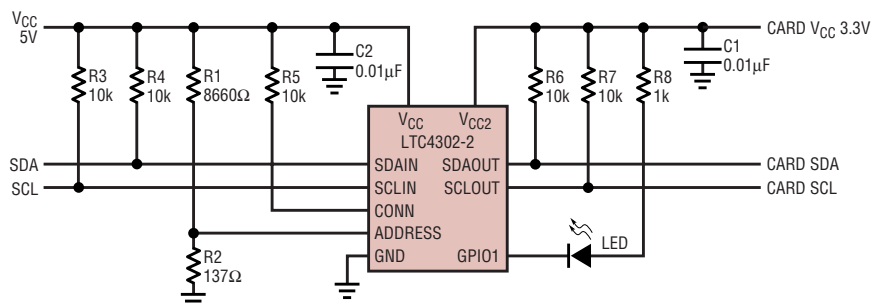 VCC
5V
CARD VCC 3.3V
C2
0.01μF
C1
0.01μF
R3
10k
R4
10k
R1
8660Ω
R5
10k
R6
10k
R7
10k
R8
1k
VCC
VCC2
LTC4302-2
SDA
SDAIN
SDAOUT
CARD SDA
SCL
SCLIN
SCLOUT
CARD SCL
CONN
ADDRESS
GND
GPIO1
LED
R2
137Ω